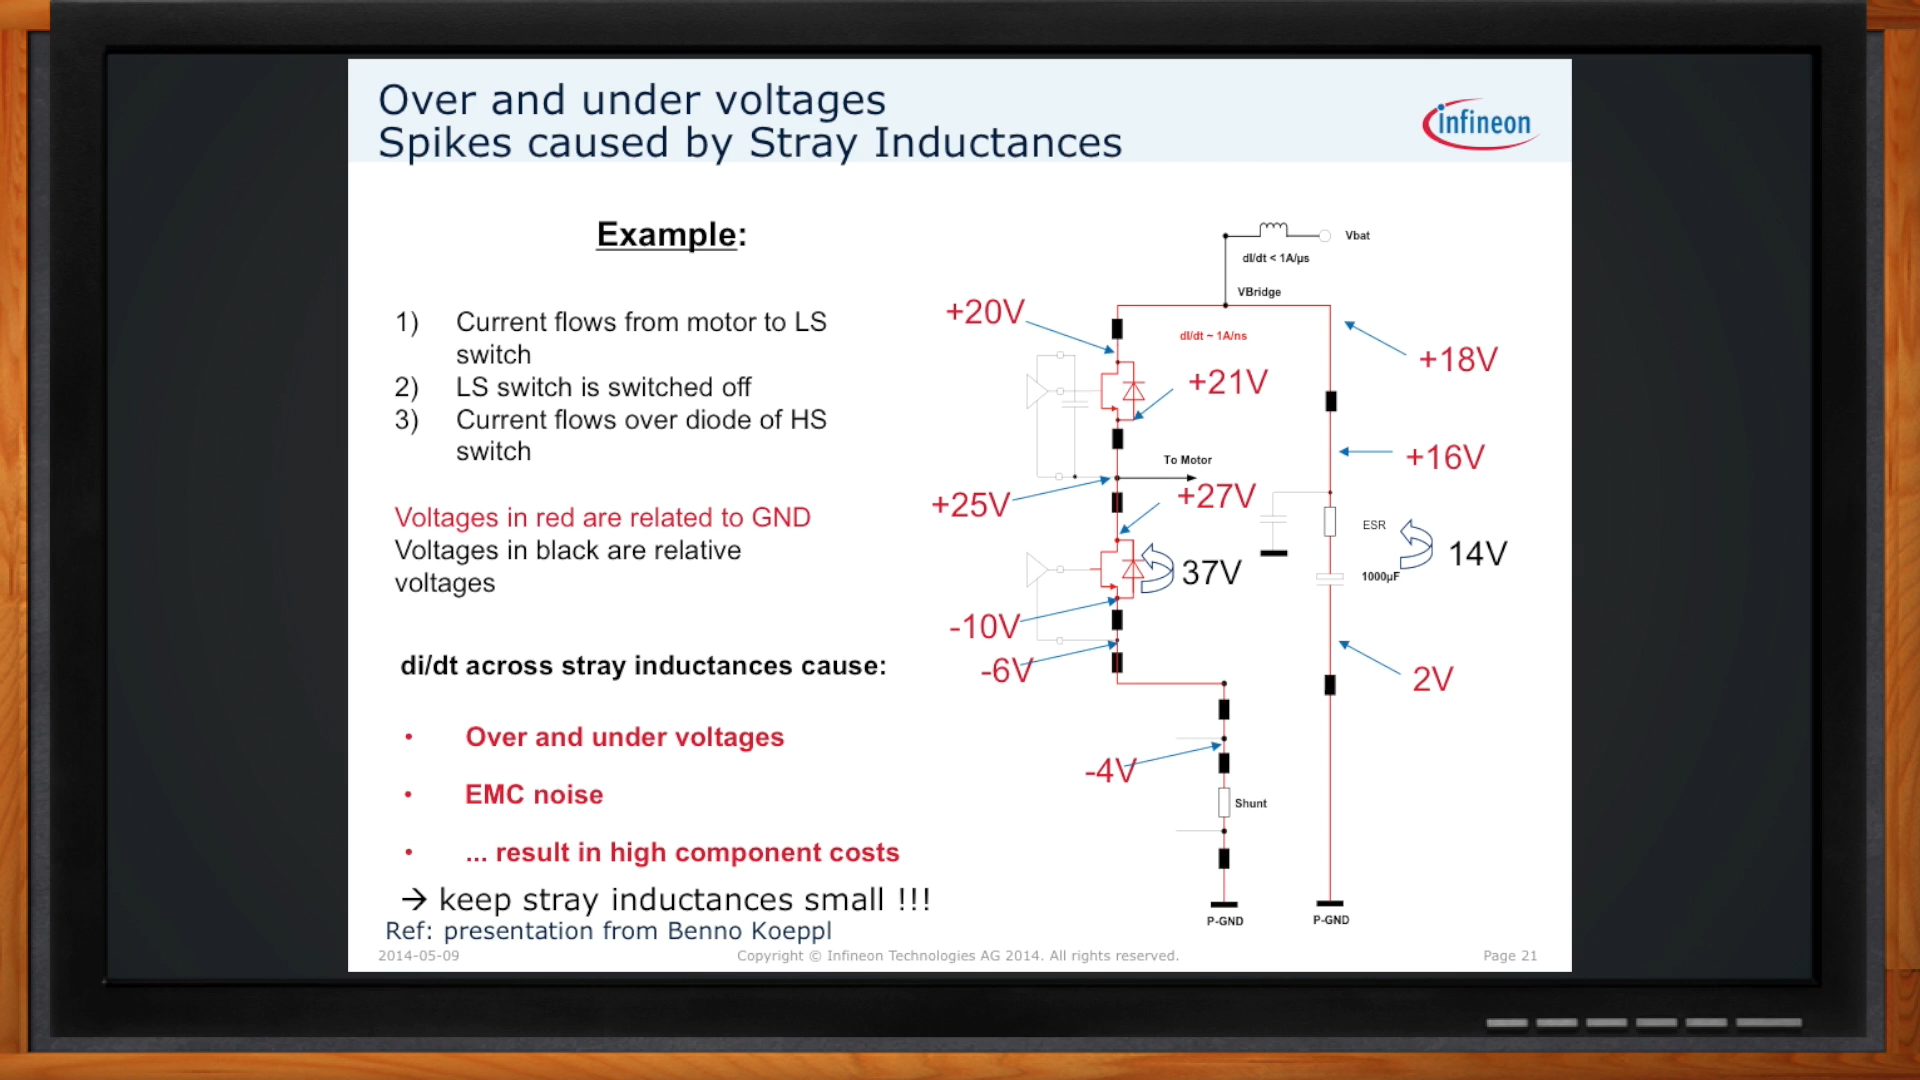 Over and under voltages
Spikes caused by Stray Inductances
infineon
Example:
1) Current flows from motor to LS
switch
2) LS switch is switched off
3) Current flows over diode of HS
switch
Voltages in red are related to GND
Voltages in black are relative
voltages
di/dt across stray inductances cause:
• Over and under voltages
• EMC noise
• ... result in high component costs
→ keep stray inductances small !!!
Ref: presentation from Benno Koeppl
Vbat
dI/dt < 1A/µs
VBridge
+20V
dI/dt ~ 1A/ns
+18V
+21V
To Motor
+16V
+25V
+27V
ESR
14V
37V
1000µF
-10V
-6V
2V
-4V
Shunt
P-GND
P-GND
2014-05-09
Copyright © Infineon Technologies AG 2014. All rights reserved.
Page 21